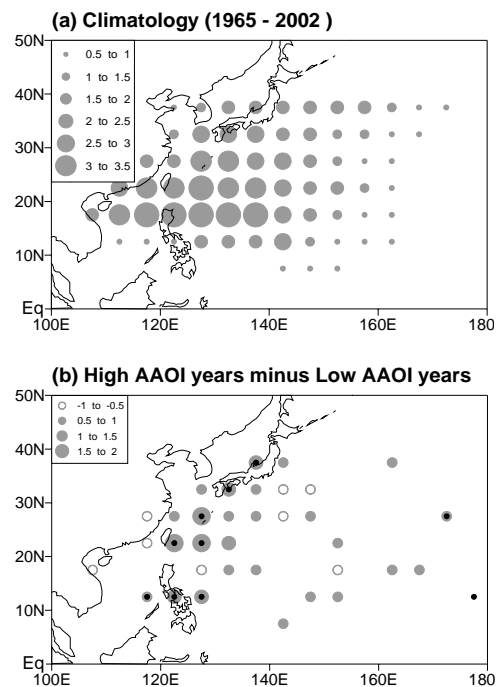 (a) Climatology (1965 - 2002 )
50N
0.5 to 1
1 to 1.5
1.5 to 2
2 to 2.5
2.5 to 3
3 to 3.5
40N
30N
20N
10N
Eq
100E 120E 140E 160E 180
(b) High AAOI years minus Low AAOI years
50N
-1 to -0.5
0.5 to 1
1 to 1.5
1.5 to 2
40N
30N
20N
10N
Eq
100E 120E 140E 160E 180